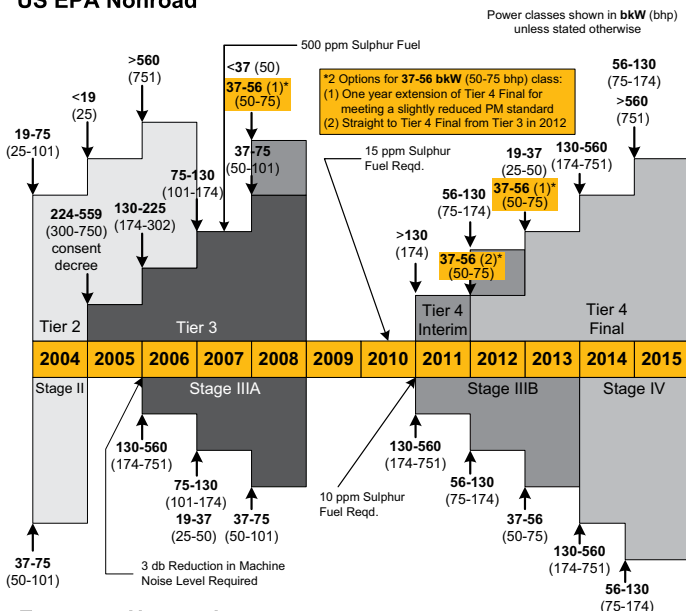 US EPA Nonroad
Power classes shown in bkW (bhp)
unless stated otherwise
500 ppm Sulphur Fuel
*2 Options for 37-56 bkW (50-75 bhp) class:
(1) One year extension of Tier 4 Final for
meeting a slightly reduced PM standard
(2) Straight to Tier 4 Final from Tier 3 in 2012
15 ppm Sulphur
Fuel Reqd.
19-75
(25-101)
<19
(25)
>560
(751)
<37 (50)
37-56 (1)*
(50-75)
37-75
(50-101)
75-130
(101-174)
224-559
(300-750)
consent
decree
130-225
(174-302)
56-130
(75-174)
>560
(751)
130-560
(174-751)
19-37
(25-50)
37-56 (1)*
(50-75)
56-130
(75-174)
>130
(174)
37-56 (2)*
(50-75)
Tier 2
Tier 3
Tier 4
Interim
Tier 4
Final
2004 2005 2006 2007 2008 2009 2010 2011 2012 2013 2014 2015
Stage II
Stage IIIA
Stage IIIB
Stage IV
130-560
(174-751)
75-130
(101-174)
19-37
(25-50)
37-75
(50-101)
37-75
(50-101)
3 db Reduction in Machine
Noise Level Required
10 ppm Sulphur
Fuel Reqd.
130-560
(174-751)
56-130
(75-174)
37-56
(50-75)
130-560
(174-751)
56-130
(75-174)